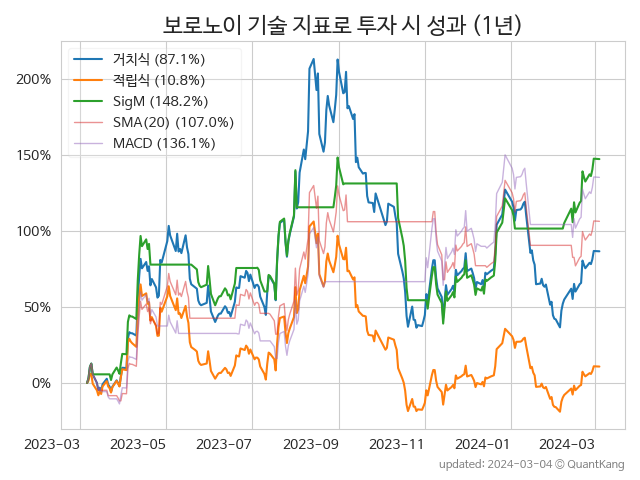 보로노이 기술 지표로 투자 시 성과 (1년)
거치식 (87.1%)
적립식 (10.8%)
SigM (148.2%)
SMA(20) (107.0%)
MACD (136.1%)
200%
150%
100%
50%
0%
2023-03 2023-05 2023-07 2023-09 2023-11 2024-01 2024-03
updated: 2024-03-04 © QuantKang